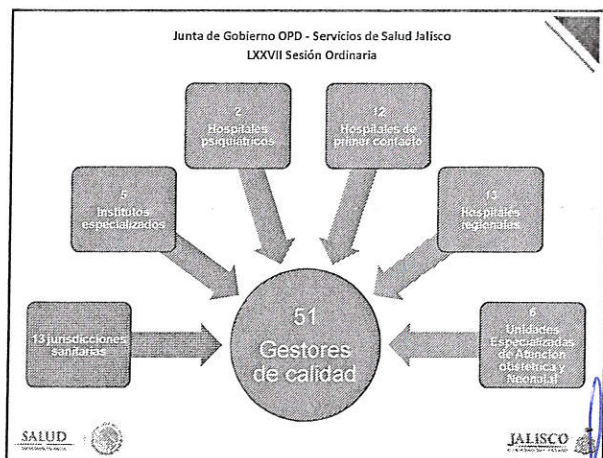 Junta de Gobierno OPD - Servicios de Salud Jalisco
LXXVII Sesión Ordinaria
2
Hospitales
psiquiátricos
12
Hospitales de
primer contacto
5
Institutos
especializados
13
Hospitales
regionales
13 jurisdicciones
sanitarias
51
Gestores
de calidad
6
Unidades
Especializadas
de Atención
obstétrica y
Neonatal
SALUD
JALISCO